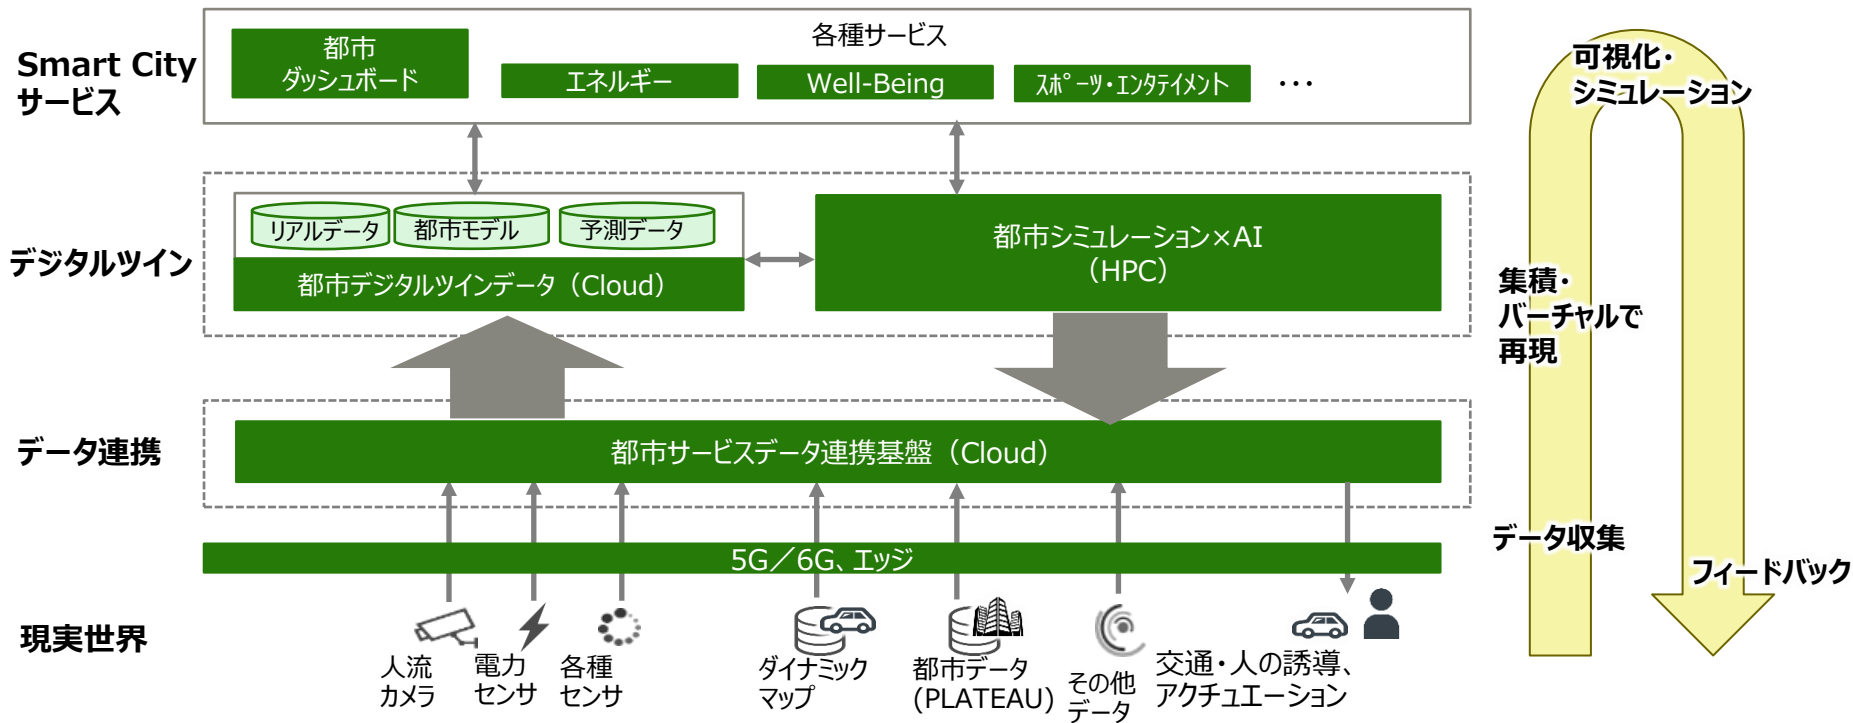 Smart City
サービス
各種サービス
都市
ダッシュボード
エネルギー
Well-Being
スポーツ・エンタテイメント
・・・
デジタルツイン
リアルデータ
都市モデル
予測データ
都市デジタルツインデータ（Cloud）
都市シミュレーション×AI
（HPC）
データ連携
都市サービスデータ連携基盤（Cloud）
5G／6G、エッジ
現実世界
人流
カメラ
電力
センサ
各種
センサ
ダイナミック
マップ
都市データ
(PLATEAU)
その他
データ
交通・人の誘導、
アクチュエーション
可視化・
シミュレーション
集積・
バーチャルで
再現
データ収集
フィードバック